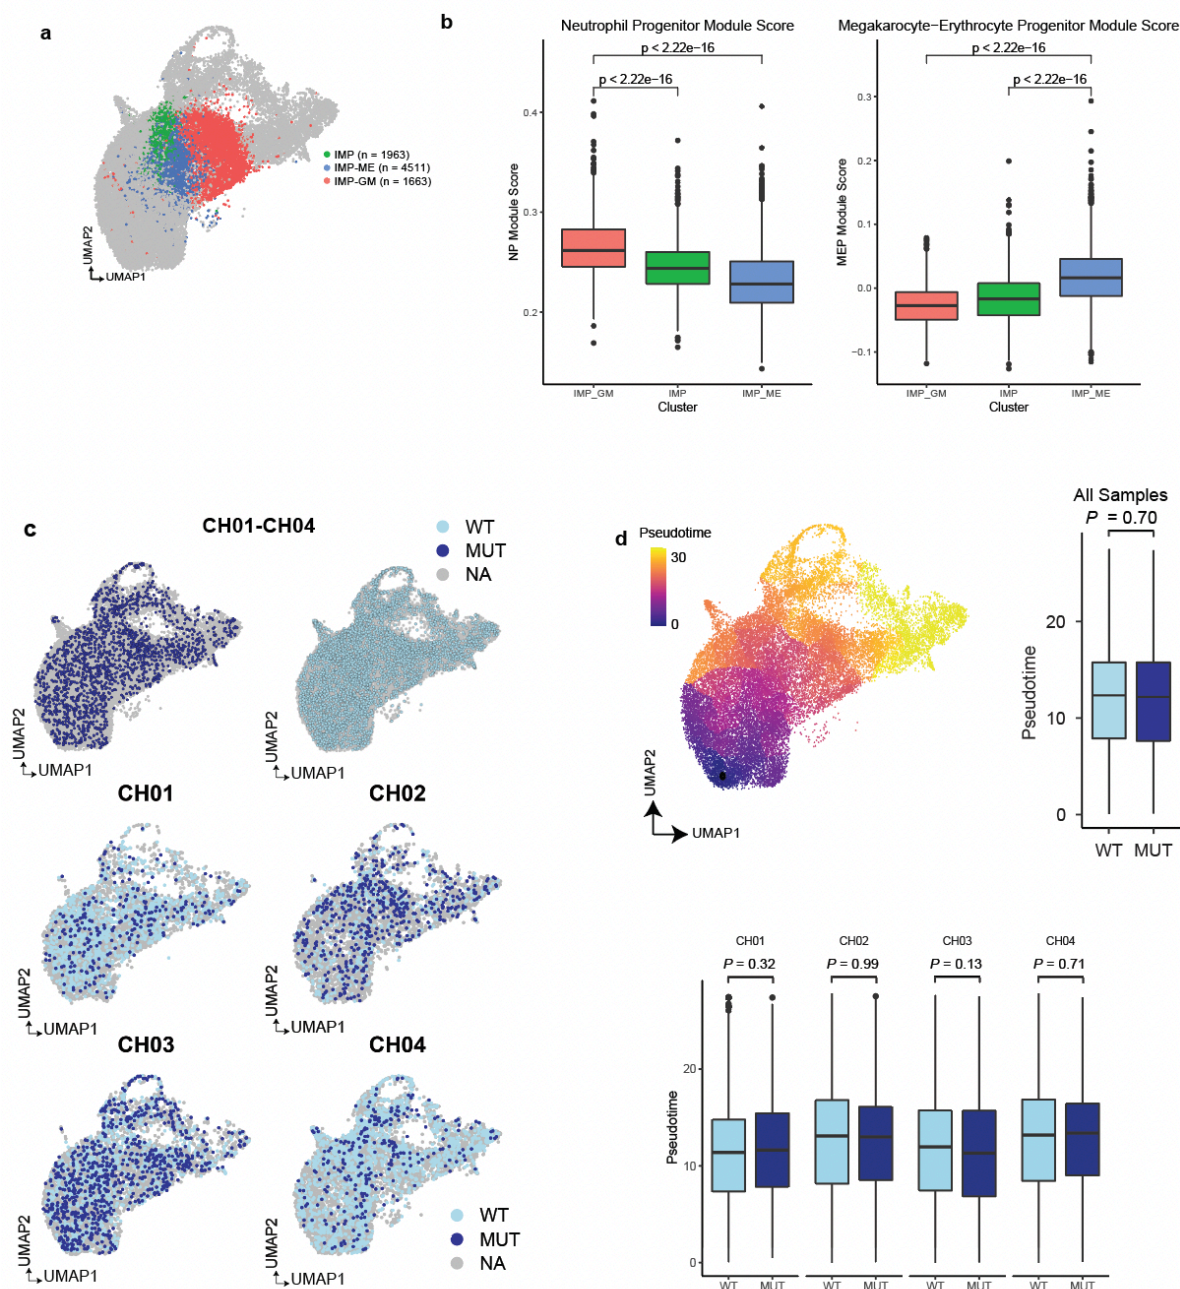 a
IMP (n = 1963)
IMP-ME (n = 4511)
IMP-GM (n = 1663)
UMAP2
UMAP1
b
Neutrophil Progenitor Module Score
p < 2.22e-16
p < 2.22e-16
0.4
0.3
0.2
NP Module Score
IMP_GM
IMP
IMP_ME
Cluster
Megakarocyte-Erythrocyte Progenitor Module Score
p < 2.22e-16
p < 2.22e-16
0.3
0.2
0.1
0.0
-0.1
MEP Module Score
IMP_GM
IMP
IMP_ME
Cluster
c
CH01-CH04
WT
MUT
NA
UMAP2
UMAP1
UMAP2
UMAP1
CH01
UMAP2
UMAP1
CH02
UMAP2
UMAP1
CH03
UMAP2
UMAP1
CH04
UMAP2
UMAP1
WT
MUT
NA
d
Pseudotime
30
0
UMAP2
UMAP1
All Samples
P = 0.70
20
10
0
Pseudotime
WT
MUT
CH01
CH02
CH03
CH04
P = 0.32
P = 0.99
P = 0.13
P = 0.71
20
10
0
Pseudotime
WT
MUT
WT
MUT
WT
MUT
WT
MUT